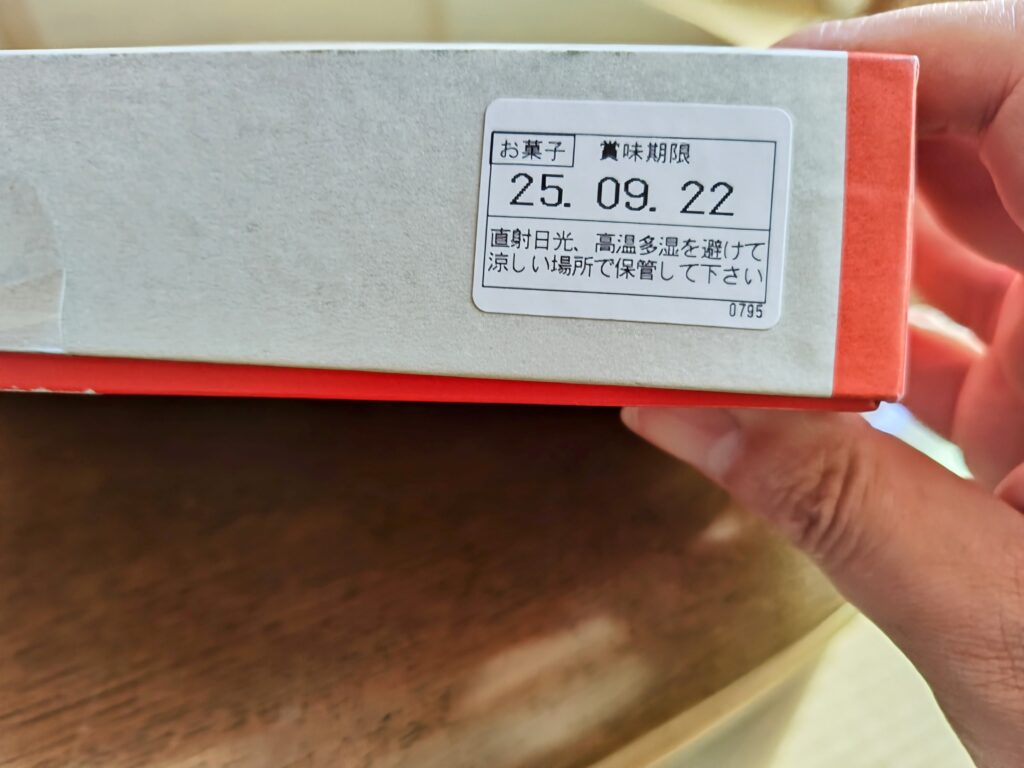 お菓子 賞味期限
25. 09. 22
直射日光、高温多湿を避けて
涼しい場所で保管して下さい
0795